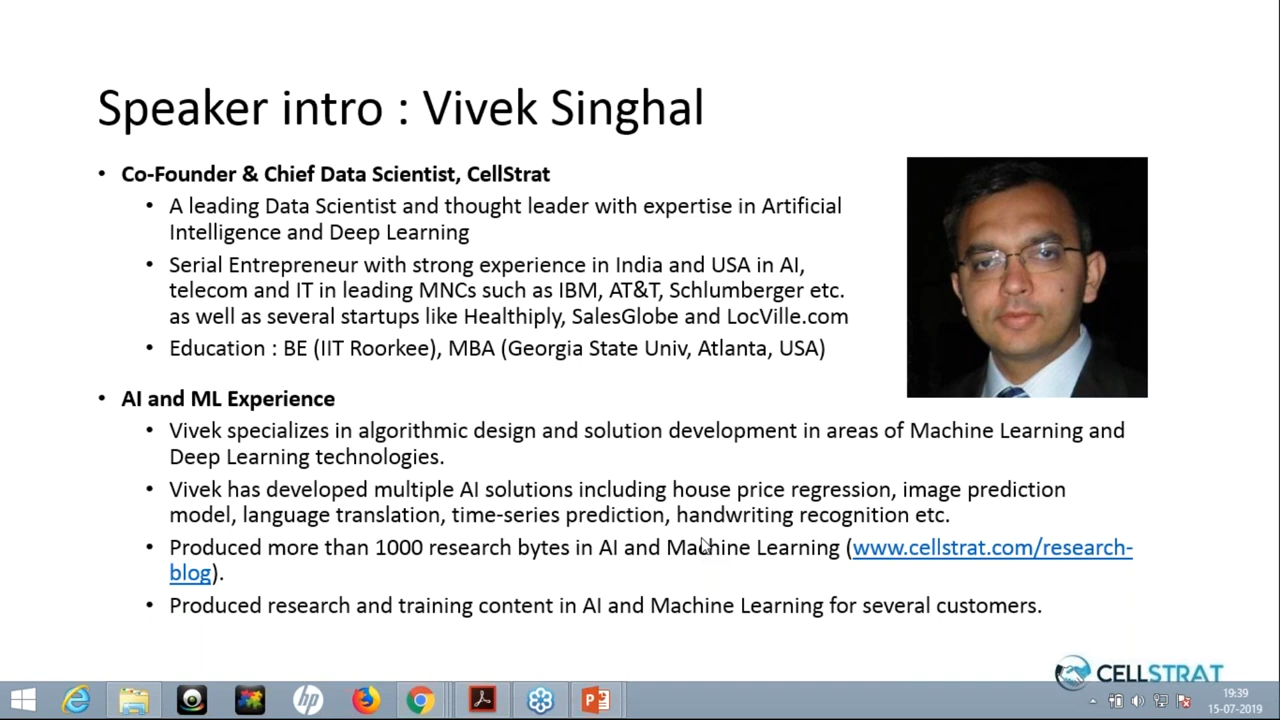 Speaker intro : Vivek Singhal
• Co-Founder & Chief Data Scientist, CellStrat
• A leading Data Scientist and thought leader with expertise in Artificial
Intelligence and Deep Learning
• Serial Entrepreneur with strong experience in India and USA in AI,
telecom and IT in leading MNCs such as IBM, AT&T, Schlumberger etc.
as well as several startups like Healthiply, SalesGlobe and LocVille.com
• Education : BE (IIT Roorkee), MBA (Georgia State Univ, Atlanta, USA)
• AI and ML Experience
• Vivek specializes in algorithmic design and solution development in areas of Machine Learning and
Deep Learning technologies.
• Vivek has developed multiple AI solutions including house price regression, image prediction
model, language translation, time-series prediction, handwriting recognition etc.
• Produced more than 1000 research bytes in AI and Machine Learning (www.cellstrat.com/research-
blog).
• Produced research and training content in AI and Machine Learning for several customers.
CELLSTRAT
hp
19:39
15-07-2019